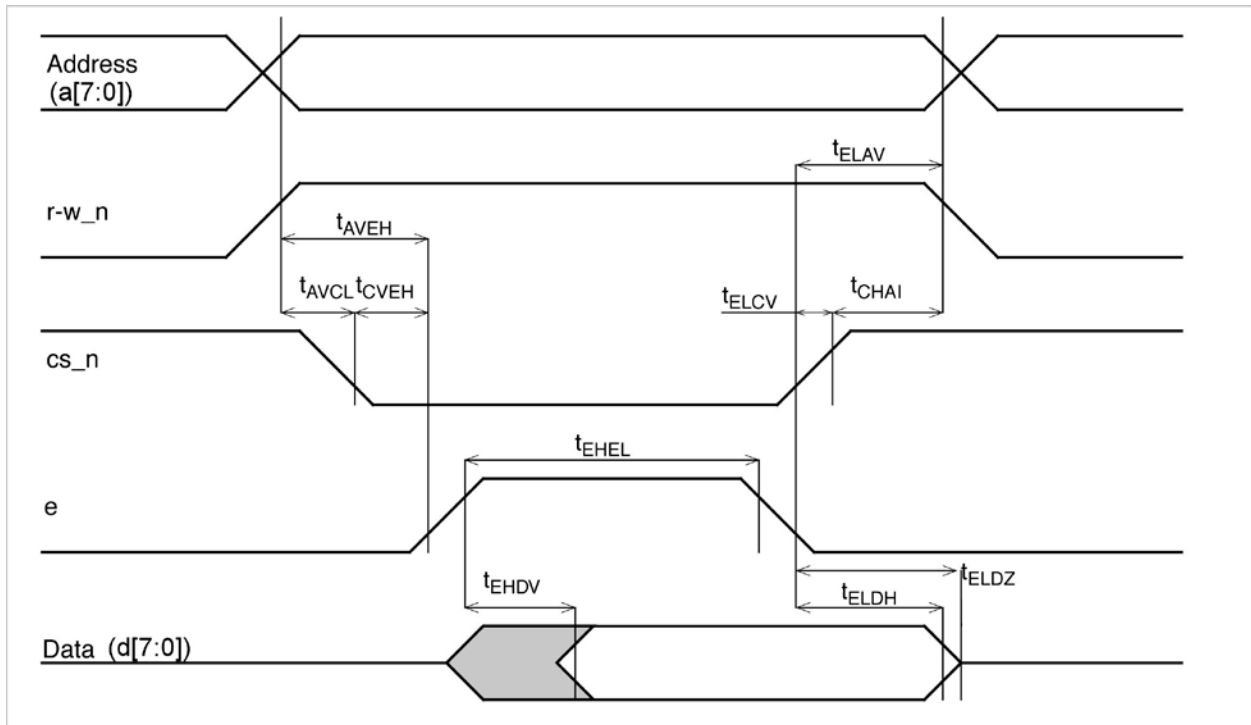 Address
(a[7:0])
tELAV
r-w_n
tAVEH
tAVCL tCVEH
tELCV
tCHAI
cs_n
tEHEL
e
tEHDV
tELDZ
tELDH
Data (d[7:0])